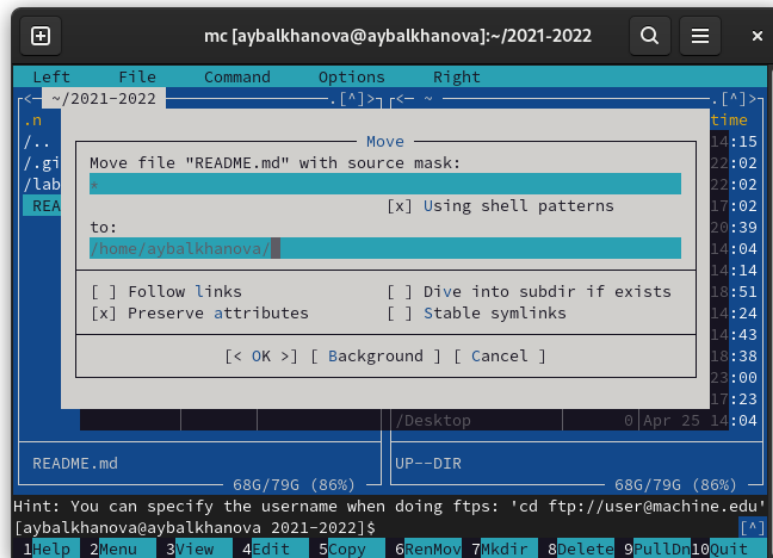 mc [aybalkhanova@aybalkhanova]:~/2021-2022
Left File Command Options Right
<─ ~/2021-2022 .[^]> <─ ~ .[^]>
.n time
/.. 14:15
Move
/.gi 22:02
Move file "README.md" with source mask:
/lab 22:02
*
REA 17:02
[x] Using shell patterns
20:39
to:
14:04
/home/aybalkhanova/
14:14
[ ] Follow links [ ] Dive into subdir if exists
18:51
[x] Preserve attributes [ ] Stable symlinks
14:24
14:43
[< OK >] [ Background ] [ Cancel ]
18:38
23:00
17:23
/Desktop 0 Apr 25 14:04
README.md UP--DIR
68G/79G (86%) 68G/79G (86%)
Hint: You can specify the username when doing ftps: 'cd ftp://user@machine.edu'
[aybalkhanova@aybalkhanova 2021-2022]$ [^]
1Help 2Menu 3View 4Edit 5Copy 6RenMov 7Mkdir 8Delete 9PullDn 10Quit